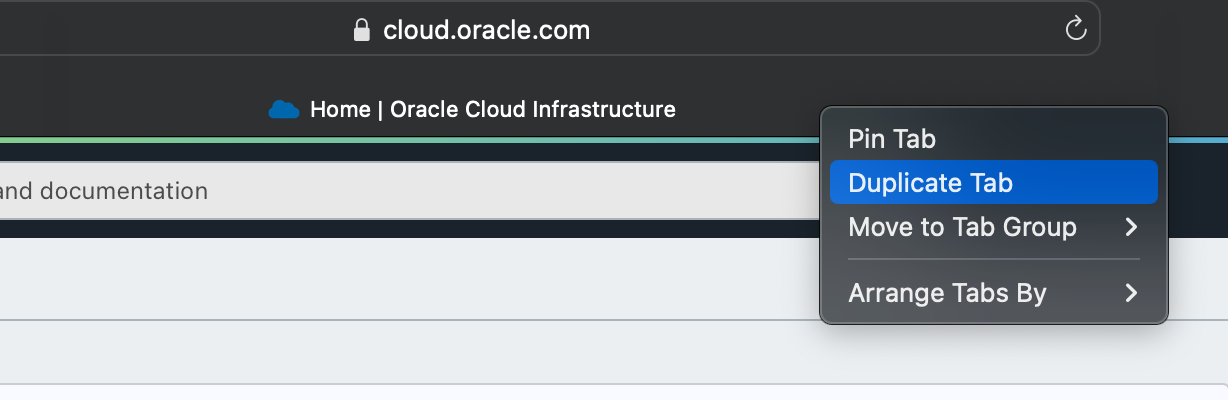 cloud.oracle.com
Home | Oracle Cloud Infrastructure
and documentation
Pin Tab
Duplicate Tab
Move to Tab Group
Arrange Tabs By